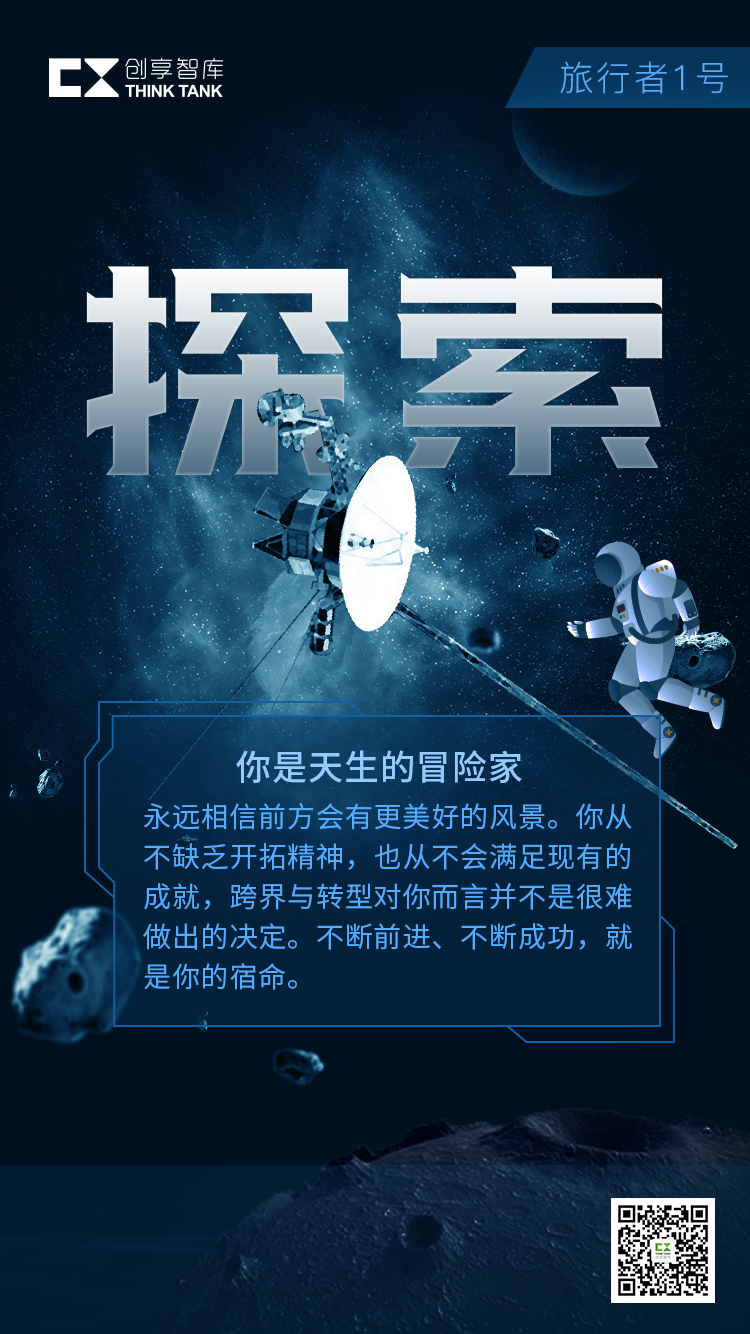 创享智库
THINK TANK
旅行者1号
探索
你是天生的冒险家
永远相信前方会有更美好的风景。你从
不缺乏开拓精神，也从不会满足现有的
成就，跨界与转型对你而言并不是很难
做出的决定。不断前进、不断成功，就
是你的宿命。